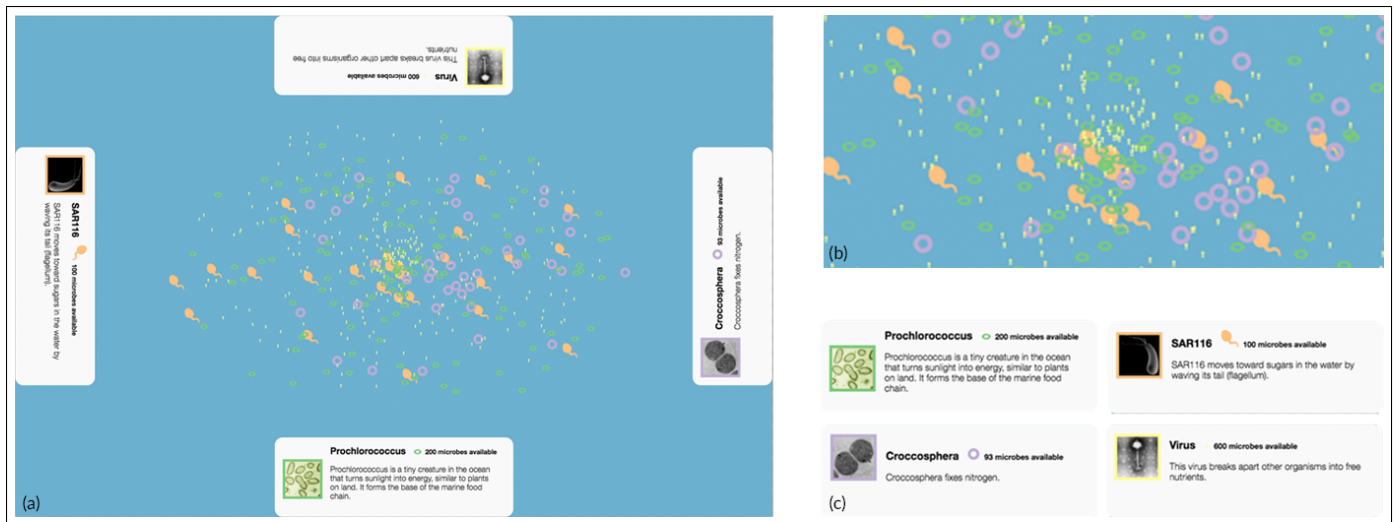 This virus breaks apart other organisms into free
nutrients.
Virus 600 microbes available
SAR116 100 microbes available
SAR116 moves toward sugars in the water by
waving its tail (flagellum).
Croccosphera 93 microbes available
Croccosphera fixes nitrogen.
Prochlorococcus 200 microbes available
Prochlorococcus is a tiny creature in the ocean
that turns sunlight into energy, similar to plants
on land. It forms the base of the marine food
chain.
(a)
(b)
Prochlorococcus 200 microbes available
Prochlorococcus is a tiny creature in the ocean
that turns sunlight into energy, similar to plants
on land. It forms the base of the marine food
chain.
SAR116 100 microbes available
SAR116 moves toward sugars in the water by
waving its tail (flagellum).
Croccosphera 93 microbes available
Croccosphera fixes nitrogen.
Virus 600 microbes available
This virus breaks apart other organisms into free
nutrients.
(c)